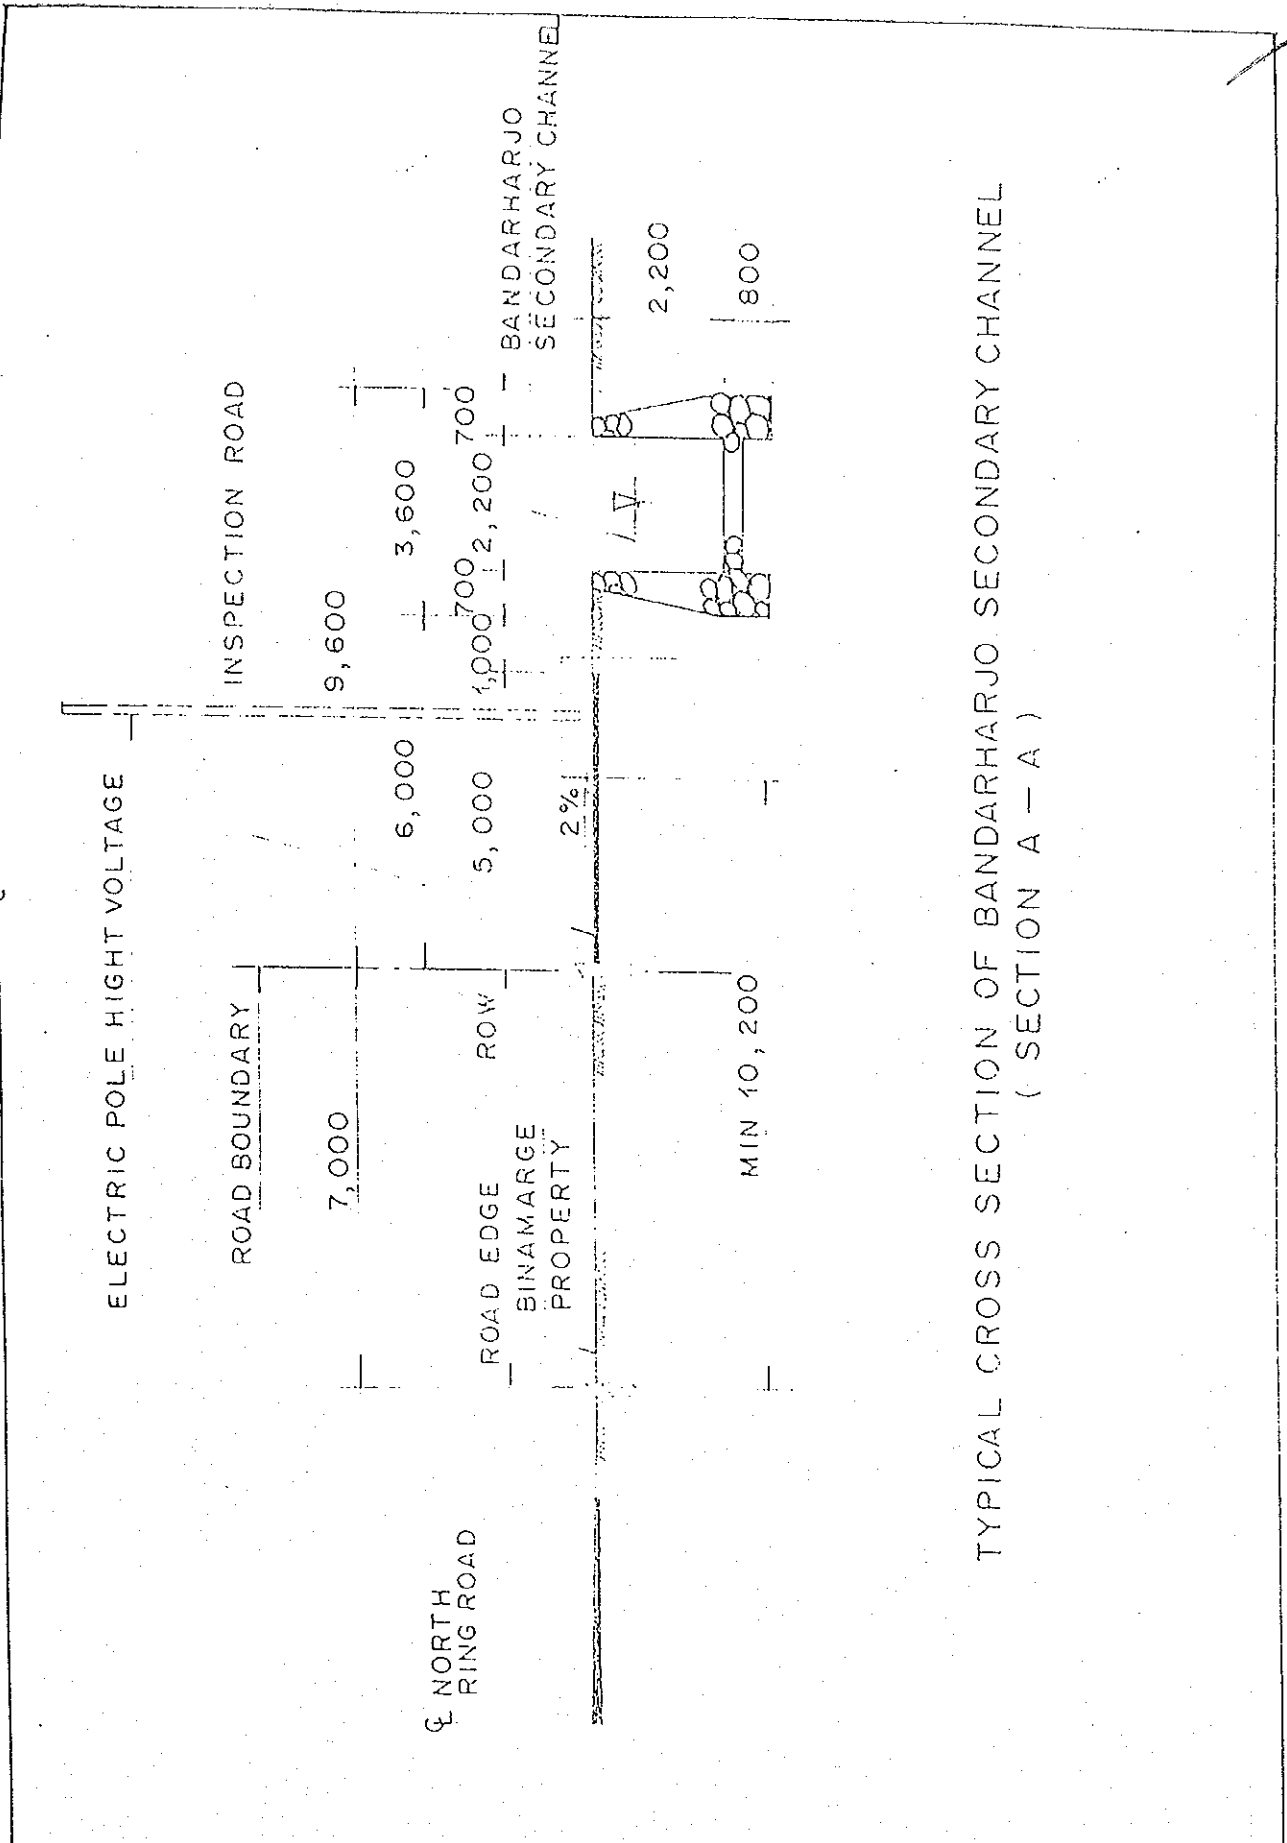 ELECTRIC POLE HIGHT VOLTAGE
ROAD BOUNDARY
INSPECTION ROAD
7,000
9,600
6,000
3,600
℄ NORTH
RING ROAD
ROAD EDGE
ROW
5,000
1,000
700
2,200
700
BANDARHARJO
SECONDARY CHANNEL
BINAMARGE
PROPERTY
2%
2,200
800
MIN 10,200
TYPICAL CROSS SECTION OF BANDARHARJO SECONDARY CHANNEL
( SECTION A — A )